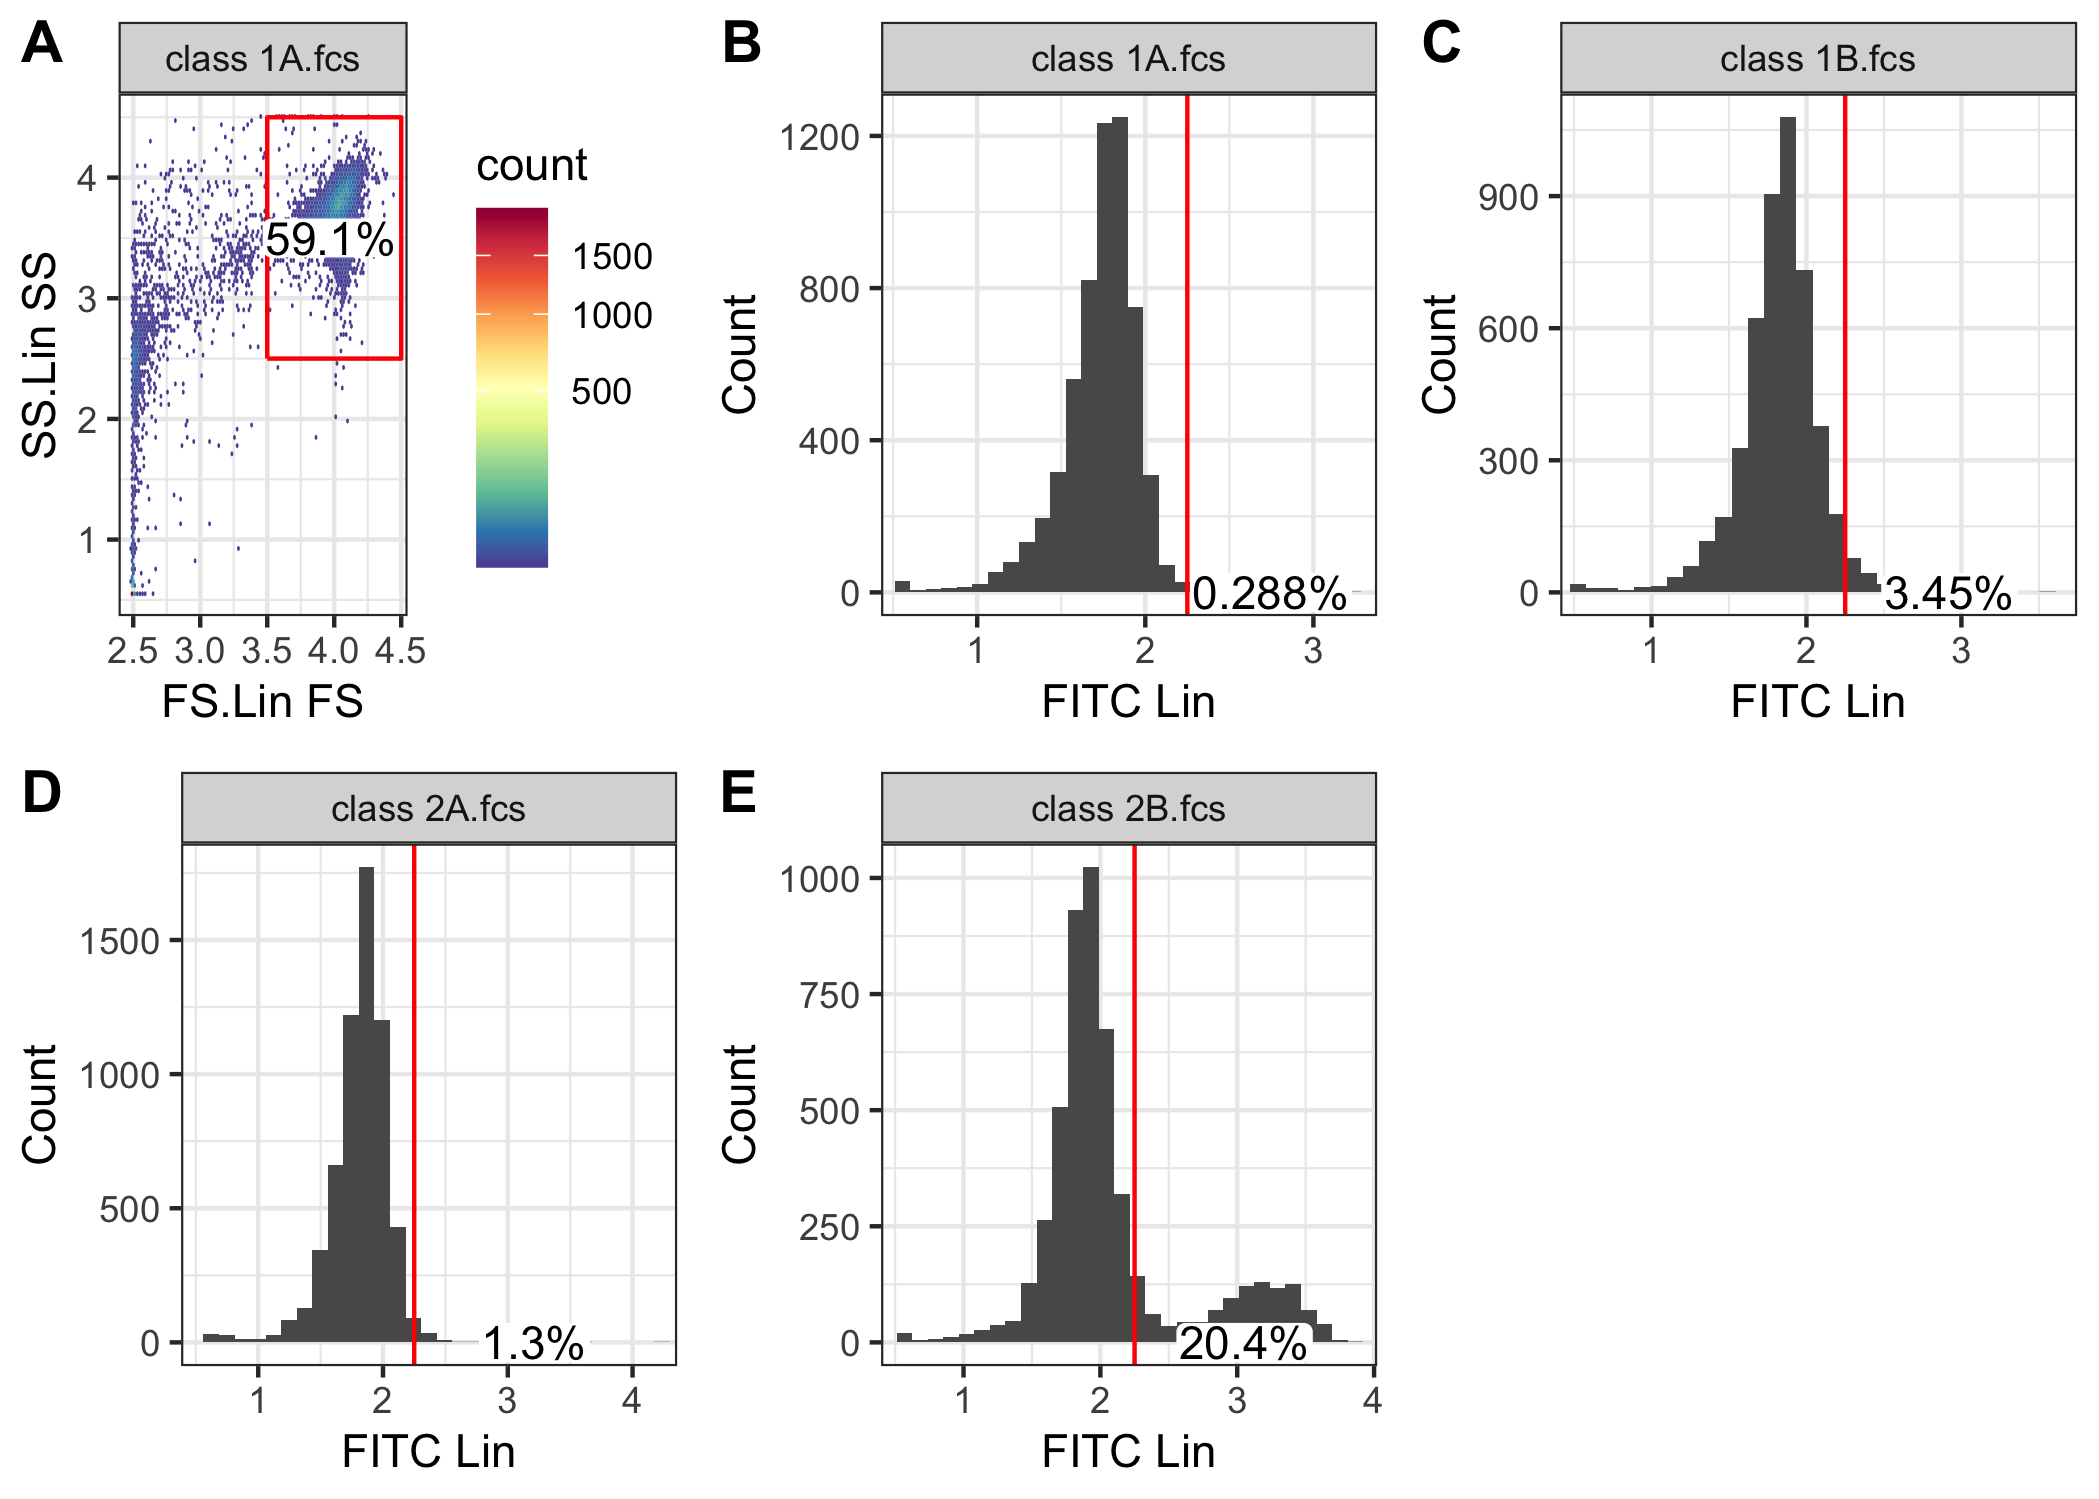 A
class 1A.fcs
4
3
2
1
SS.Lin SS
59.1%
2.5 3.0 3.5 4.0 4.5
FS.Lin FS
count
1500
1000
500
B
class 1A.fcs
1200
800
400
0
Count
0.288%
1 2 3
FITC Lin
C
class 1B.fcs
900
600
300
0
Count
3.45%
1 2 3
FITC Lin
D
class 2A.fcs
1500
1000
500
0
Count
1.3%
1 2 3 4
FITC Lin
E
class 2B.fcs
1000
750
500
250
0
Count
20.4%
1 2 3 4
FITC Lin